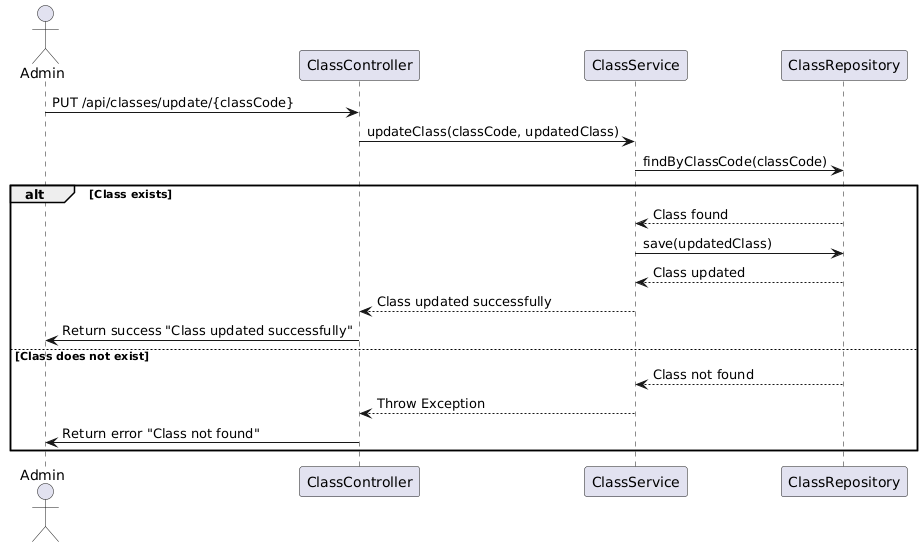 Admin
ClassController
ClassService
ClassRepository
PUT /api/classes/update/{classCode}
updateClass(classCode, updatedClass)
findByClassCode(classCode)
alt [Class exists]
Class found
save(updatedClass)
Class updated
Class updated successfully
Return success "Class updated successfully"
[Class does not exist]
Class not found
Throw Exception
Return error "Class not found"
Admin
ClassController
ClassService
ClassRepository